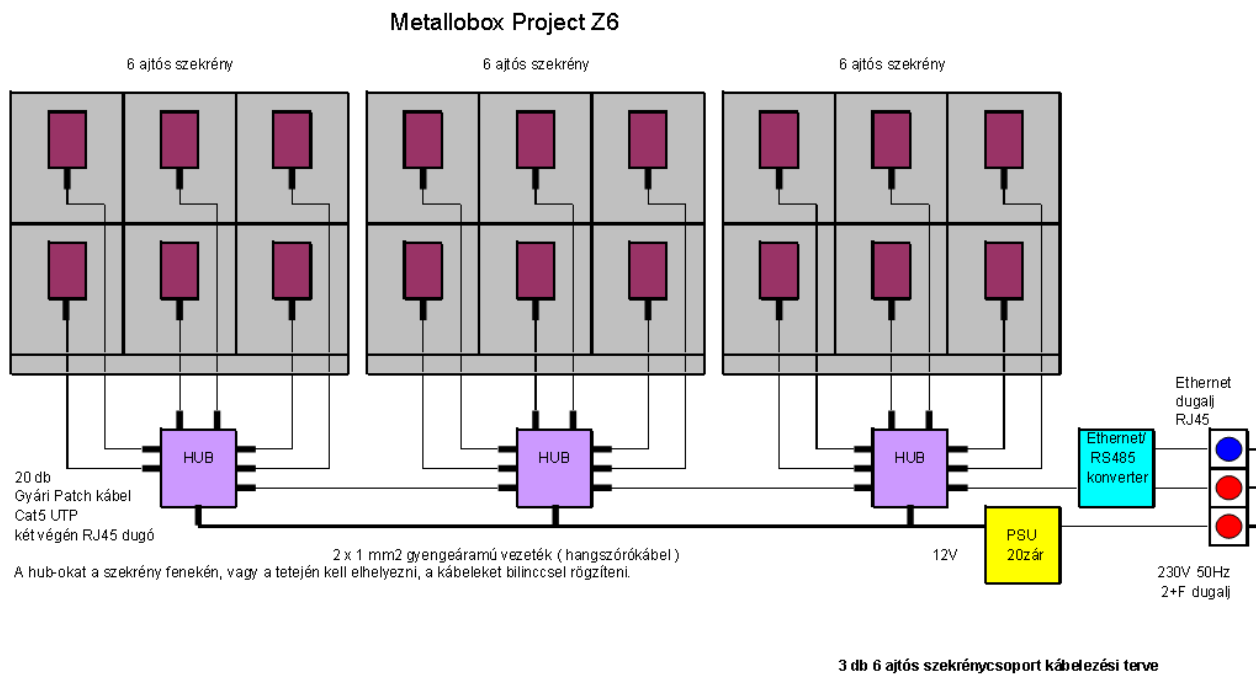 Metallobox Project Z6
6 ajtós szekrény
6 ajtós szekrény
6 ajtós szekrény
HUB
HUB
HUB
Ethernet/
RS485
konverter
Ethernet
dugalj
RJ45
20 db
Gyári Patch kábel
Cat5 UTP
két végén RJ45 dugó
2 x 1 mm2 gyengeáramú vezeték ( hangszórókábel )
12V
PSU
20zár
230V 50Hz
2+F dugalj
A hub-okat a szekrény fenekén, vagy a tetején kell elhelyezni, a kábeleket bilinccsel rögzíteni.
3 db 6 ajtós szekrénycsoport kábelezési terve